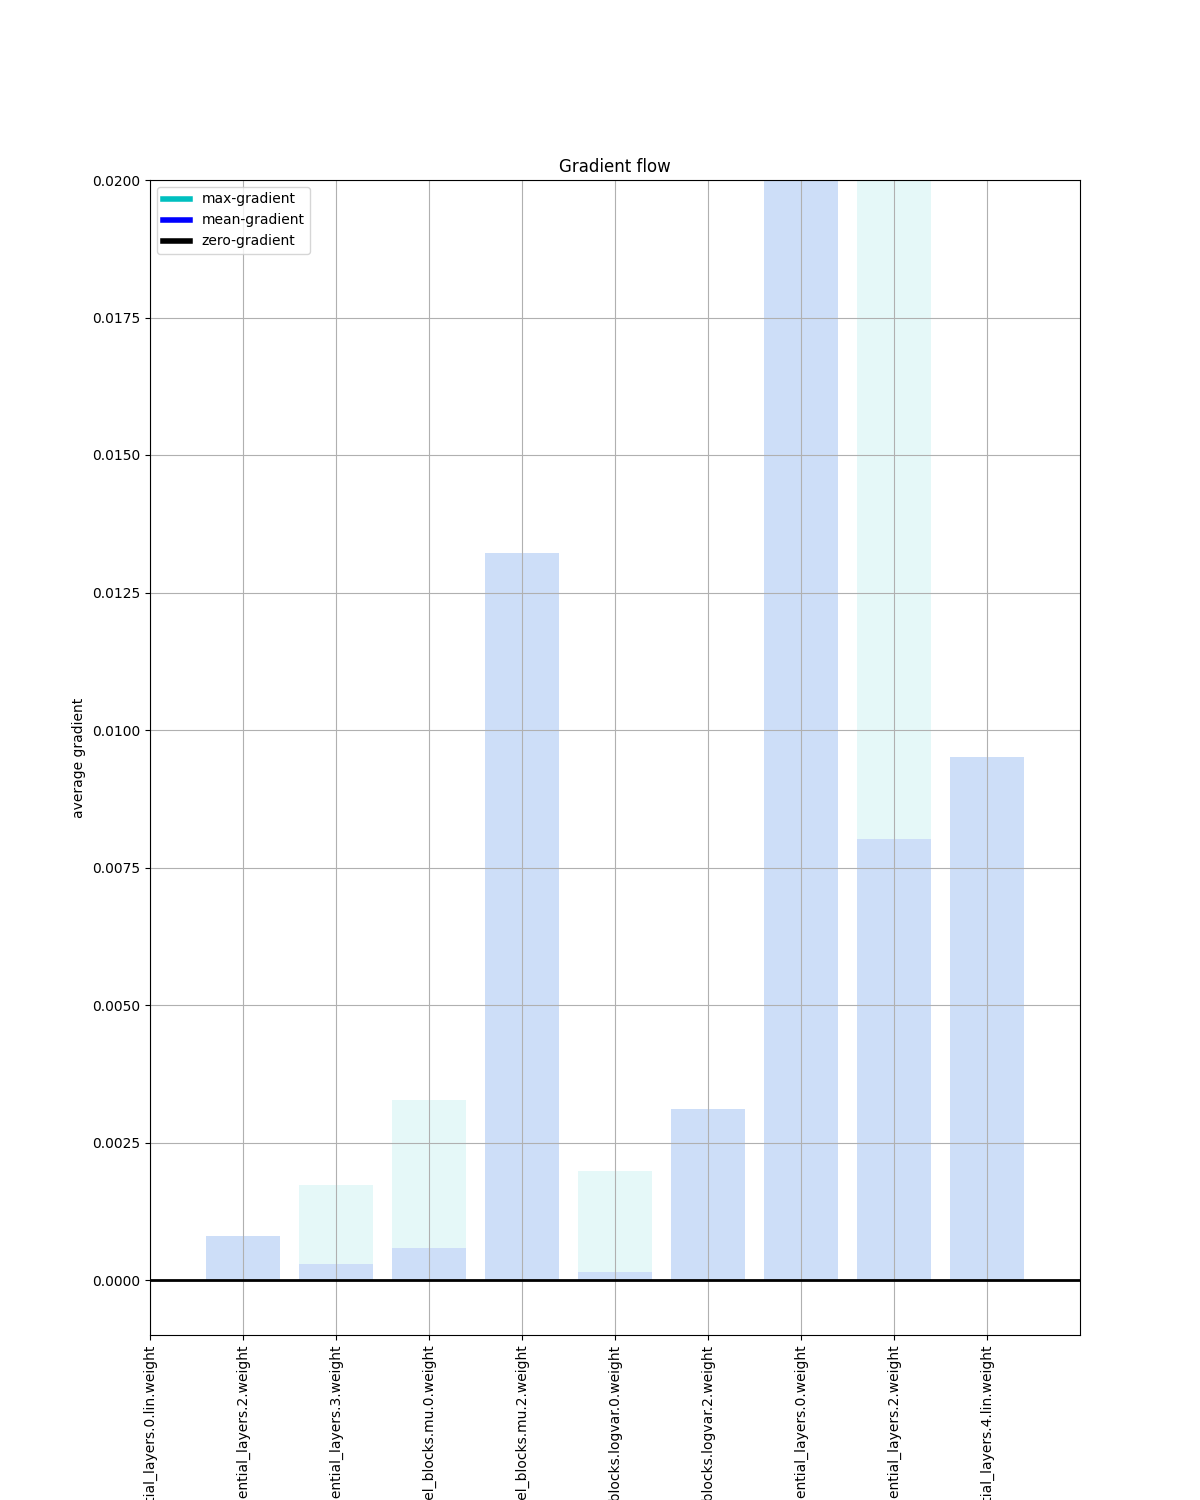 Gradient flow
max-gradient
mean-gradient
zero-gradient
average gradient
0.0200
0.0175
0.0150
0.0125
0.0100
0.0075
0.0050
0.0025
0.0000
tial_layers.0.lin.weight
ential_layers.2.weight
ential_layers.3.weight
el_blocks.mu.0.weight
el_blocks.mu.2.weight
blocks.logvar.0.weight
blocks.logvar.2.weight
ential_layers.0.weight
ential_layers.2.weight
tial_layers.4.lin.weight